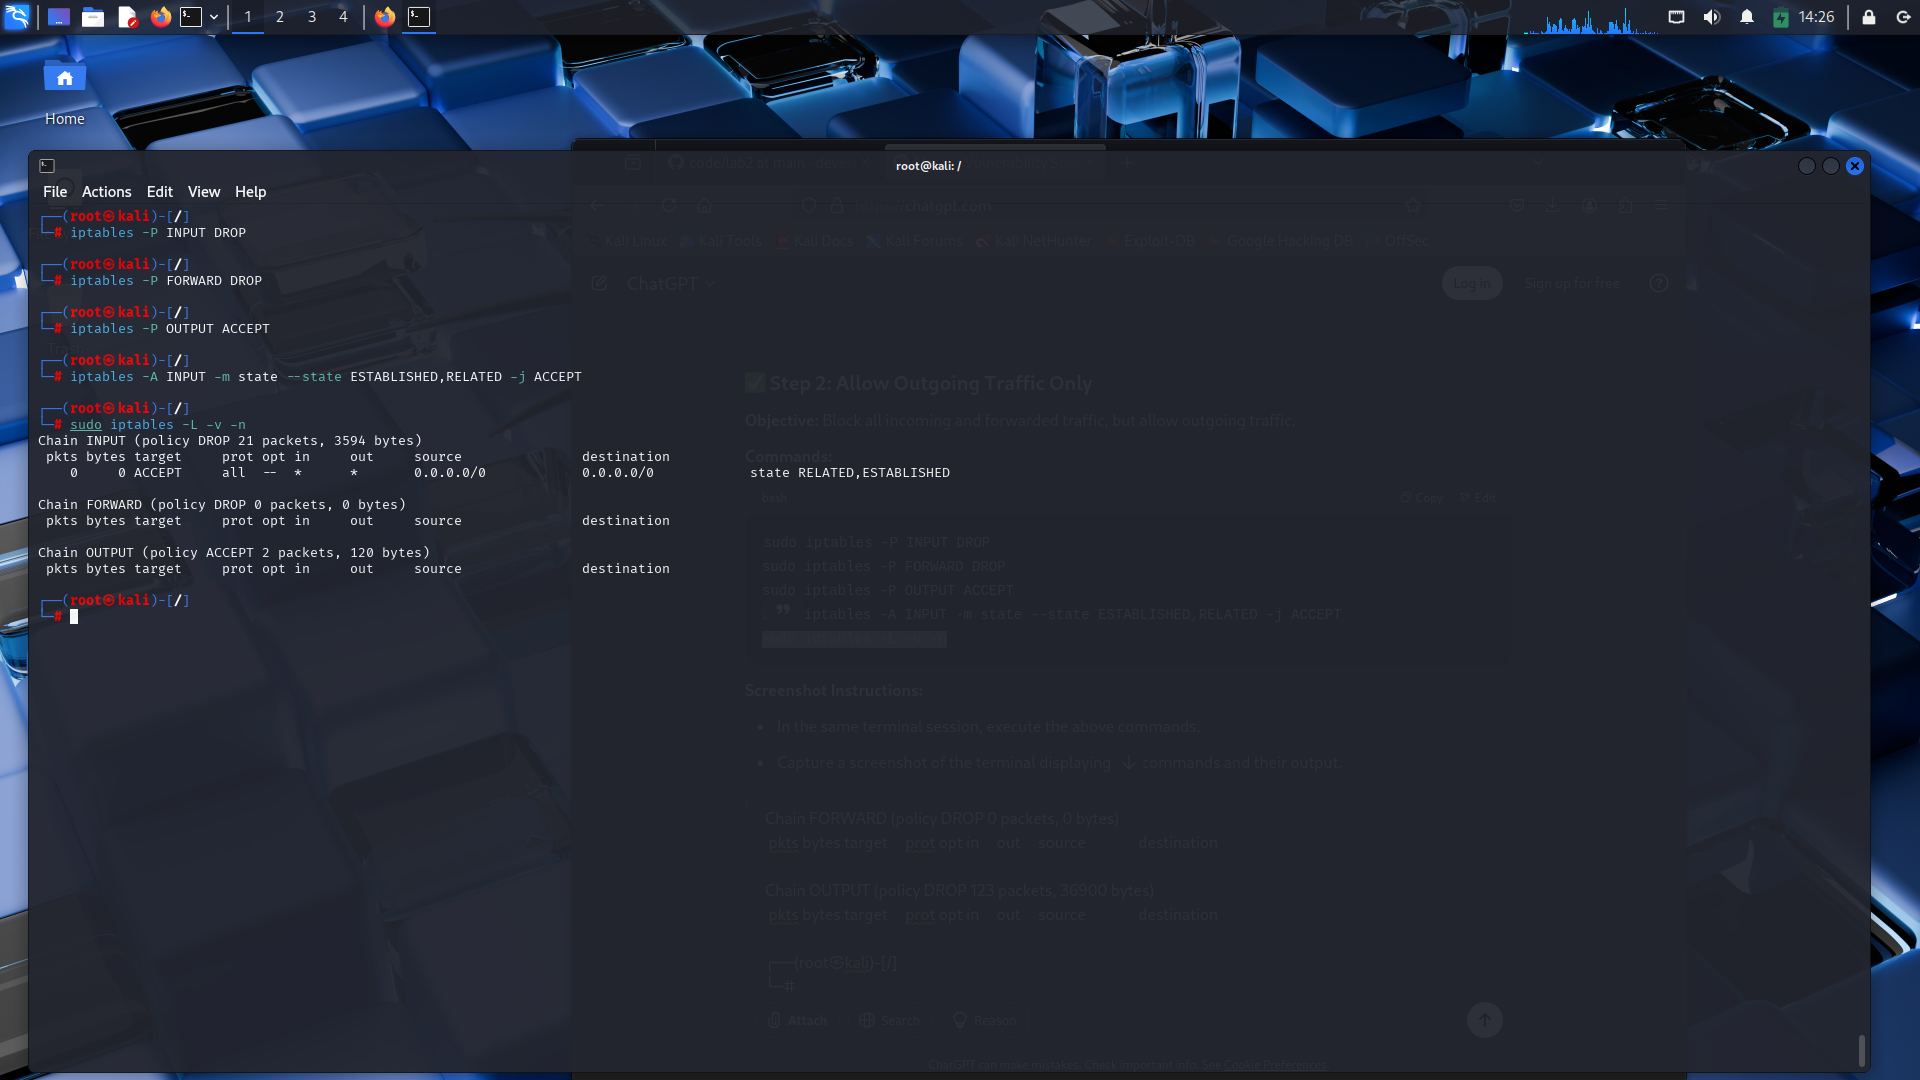 1 2 3 4
14:26
Home
root@kali: /
File Actions Edit View Help
┌──(root㉿kali)-[/]
└─# iptables -P INPUT DROP
┌──(root㉿kali)-[/]
└─# iptables -P FORWARD DROP
┌──(root㉿kali)-[/]
└─# iptables -P OUTPUT ACCEPT
┌──(root㉿kali)-[/]
└─# iptables -A INPUT -m state --state ESTABLISHED,RELATED -j ACCEPT
┌──(root㉿kali)-[/]
└─# sudo iptables -L -v -n
Chain INPUT (policy DROP 21 packets, 3594 bytes)
pkts bytes target prot opt in out source destination
0 0 ACCEPT all -- * * 0.0.0.0/0 0.0.0.0/0 state RELATED,ESTABLISHED
Chain FORWARD (policy DROP 0 packets, 0 bytes)
pkts bytes target prot opt in out source destination
Chain OUTPUT (policy ACCEPT 2 packets, 120 bytes)
pkts bytes target prot opt in out source destination
┌──(root㉿kali)-[/]
└─#
chatgpt.com
Kali Linux Kali Tools Kali Docs Kali Forums Kali NetHunter Exploit-DB Google Hacking DB OffSec
ChatGPT
Log in Sign up for free
Step 2: Allow Outgoing Traffic Only
Objective: Block all incoming and forwarded traffic, but allow outgoing traffic.
Commands:
bash Copy Edit
sudo iptables -P INPUT DROP
sudo iptables -P FORWARD DROP
sudo iptables -P OUTPUT ACCEPT
iptables -A INPUT -m state --state ESTABLISHED,RELATED -j ACCEPT
Screenshot Instructions:
In the same terminal session, execute the above commands.
Capture a screenshot of the terminal displaying commands and their output.
Chain FORWARD (policy DROP 0 packets, 0 bytes)
pkts bytes target prot opt in out source destination
Chain OUTPUT (policy DROP 123 packets, 36900 bytes)
pkts bytes target prot opt in out source destination
┌──(root㉿kali)-[/]
└─#
Attach Search Reason
ChatGPT can make mistakes. Check important info. See Cookie Preferences.